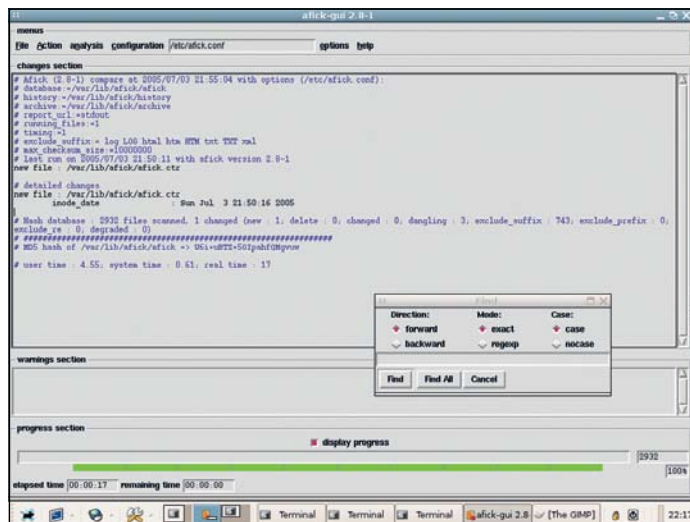 afick-gui 2.8-1
menus
File Action analysis configuration /etc/afick.conf options help
changes section
# Afick (2.8-1) compare at 2005/07/03 21:55:04 with options (/etc/afick.conf):
# database:=/var/lib/afick/afick
# history:=/var/lib/afick/history
# archive:=/var/lib/afick/archive
# report_url:=stdout
# running_files:=1
# timing:=1
# exclude_suffix:= log LOG html htm HTM txt TXT xml
# max_checksum_size:=10000000
# last run on 2005/07/03 21:50:11 with afick version 2.8-1
new file : /var/lib/afick/afick.ctr
# detailed changes
new file : /var/lib/afick/afick.ctr
inode_date : Sun Jul 3 21:50:16 2005
# Hash database : 2932 files scanned, 1 changed (new : 1; delete : 0; changed : 0; dangling : 3; exclude_suffix : 743; exclude_prefix : 0;
exclude_re : 0; degraded : 0)
# MD5 hash of /var/lib/afick/afick =>
# user time : 4.55; system time : 0.61; real time : 17
Find
Direction: Mode: Case:
forward exact case
backward regexp nocase
Find Find All Cancel
warnings section
progress section
display progress
2932
100%
elapsed time 00:00:17 remaining time 00:00:00
Terminal Terminal Terminal afick-gui 2.8 [The GIMP] 22:1